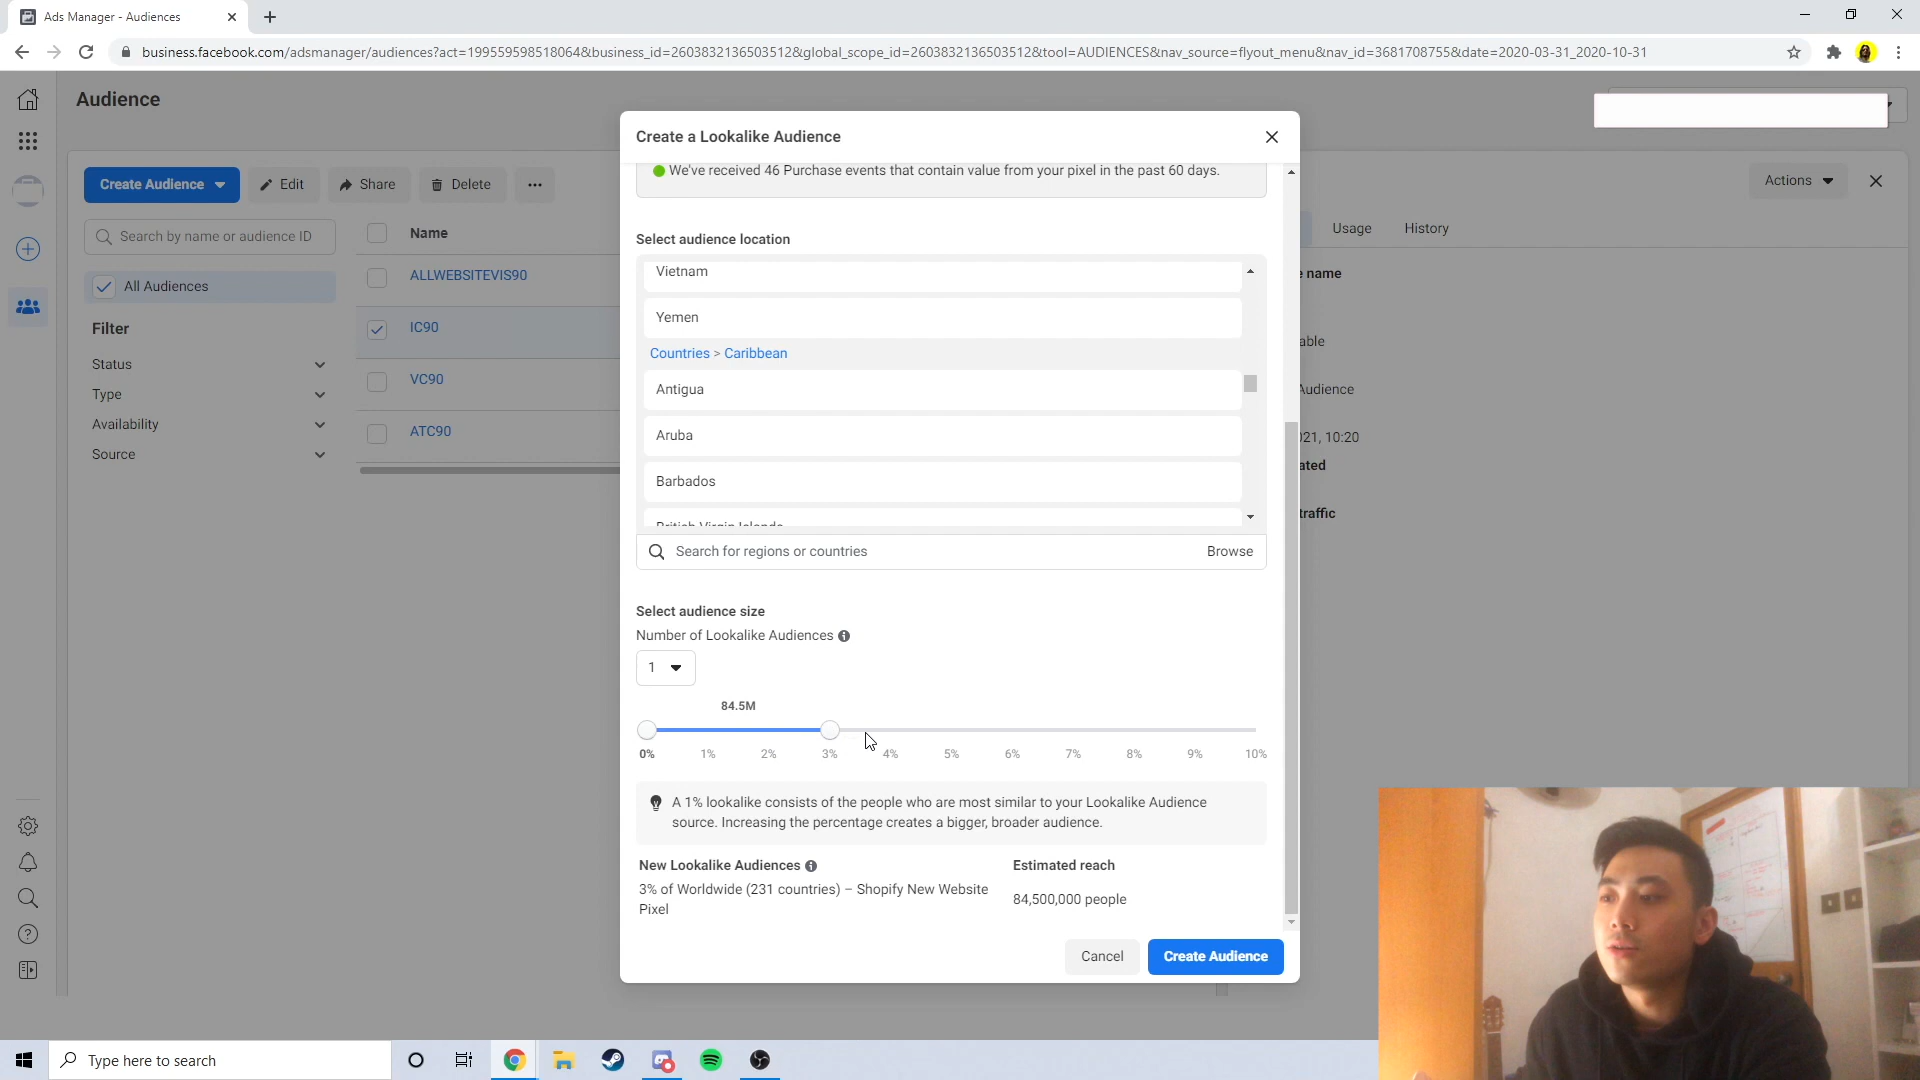 Ads Manager - Audiences
business.facebook.com/adsmanager/audiences?act=199559598518064&business_id=2603832136503512&global_scope_id=2603832136503512&tool=AUDIENCES&nav_source=flyout_menu&nav_id=3681708755&date=2020-03-31_2020-10-31
Audience
Create Audience
Edit
Share
Delete
Actions
Search by name or audience ID
All Audiences
Filter
Status
Type
Availability
Source
Name
ALLWEBSITEVIS90
IC90
VC90
ATC90
Create a Lookalike Audience
We've received 46 Purchase events that contain value from your pixel in the past 60 days.
Select audience location
Vietnam
Yemen
Countries > Caribbean
Antigua
Aruba
Barbados
British Virgin Islands
Search for regions or countries
Browse
Select audience size
Number of Lookalike Audiences
1
84.5M
0% 1% 2% 3% 4% 5% 6% 7% 8% 9% 10%
A 1% lookalike consists of the people who are most similar to your Lookalike Audience
source. Increasing the percentage creates a bigger, broader audience.
New Lookalike Audiences
3% of Worldwide (231 countries) – Shopify New Website
Pixel
Estimated reach
84,500,000 people
Cancel
Create Audience
Usage
History
name
Audience
21, 10:20
traffic
Type here to search